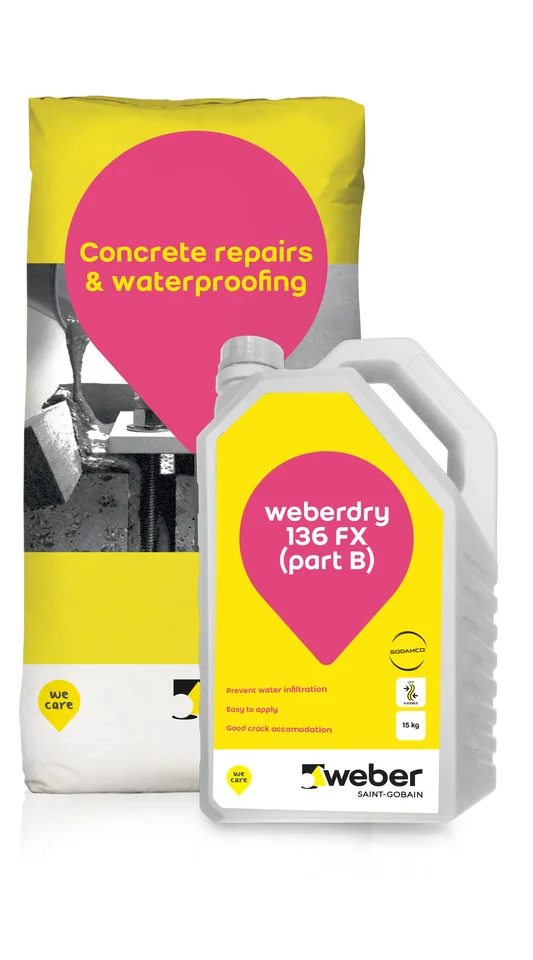 Concrete repairs
& waterproofing
we
care
weberdry
136 FX
(part B)
SODAMCO
Prevent water infiltration
Easy to apply
Good crack accomodation
FLEXIBLE
15 kg
we
care
weber
SAINT-GOBAIN